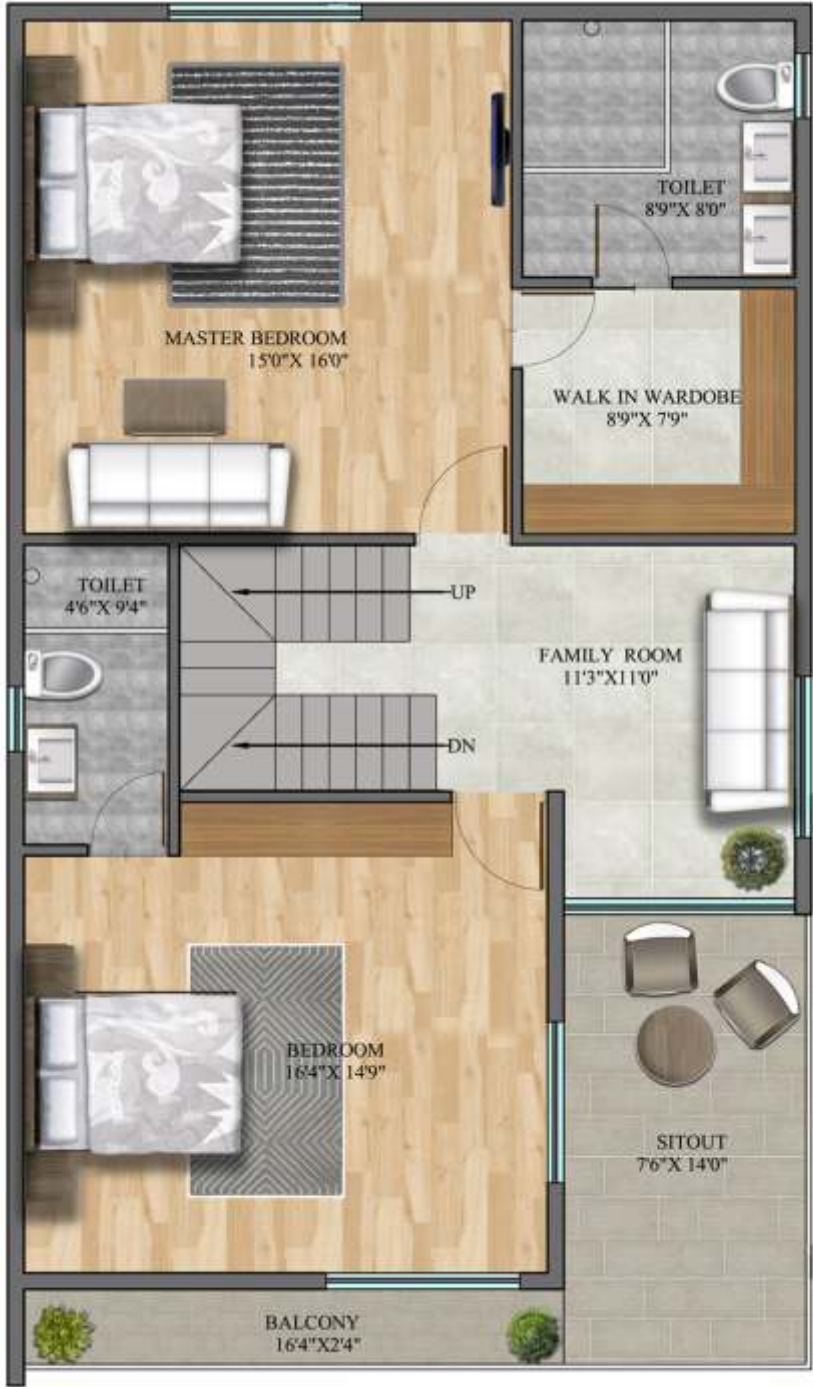 TOILET
8'9"X 8'0"
MASTER BEDROOM
15'0"X 16'0"
WALK IN WARDOBE
8'9"X 7'9"
TOILET
4'6"X 9'4"
UP
FAMILY ROOM
11'3"X11'0"
DN
BEDROOM
16'4"X 14'9"
SITOUT
7'6"X 14'0"
BALCONY
16'4"X2'4"